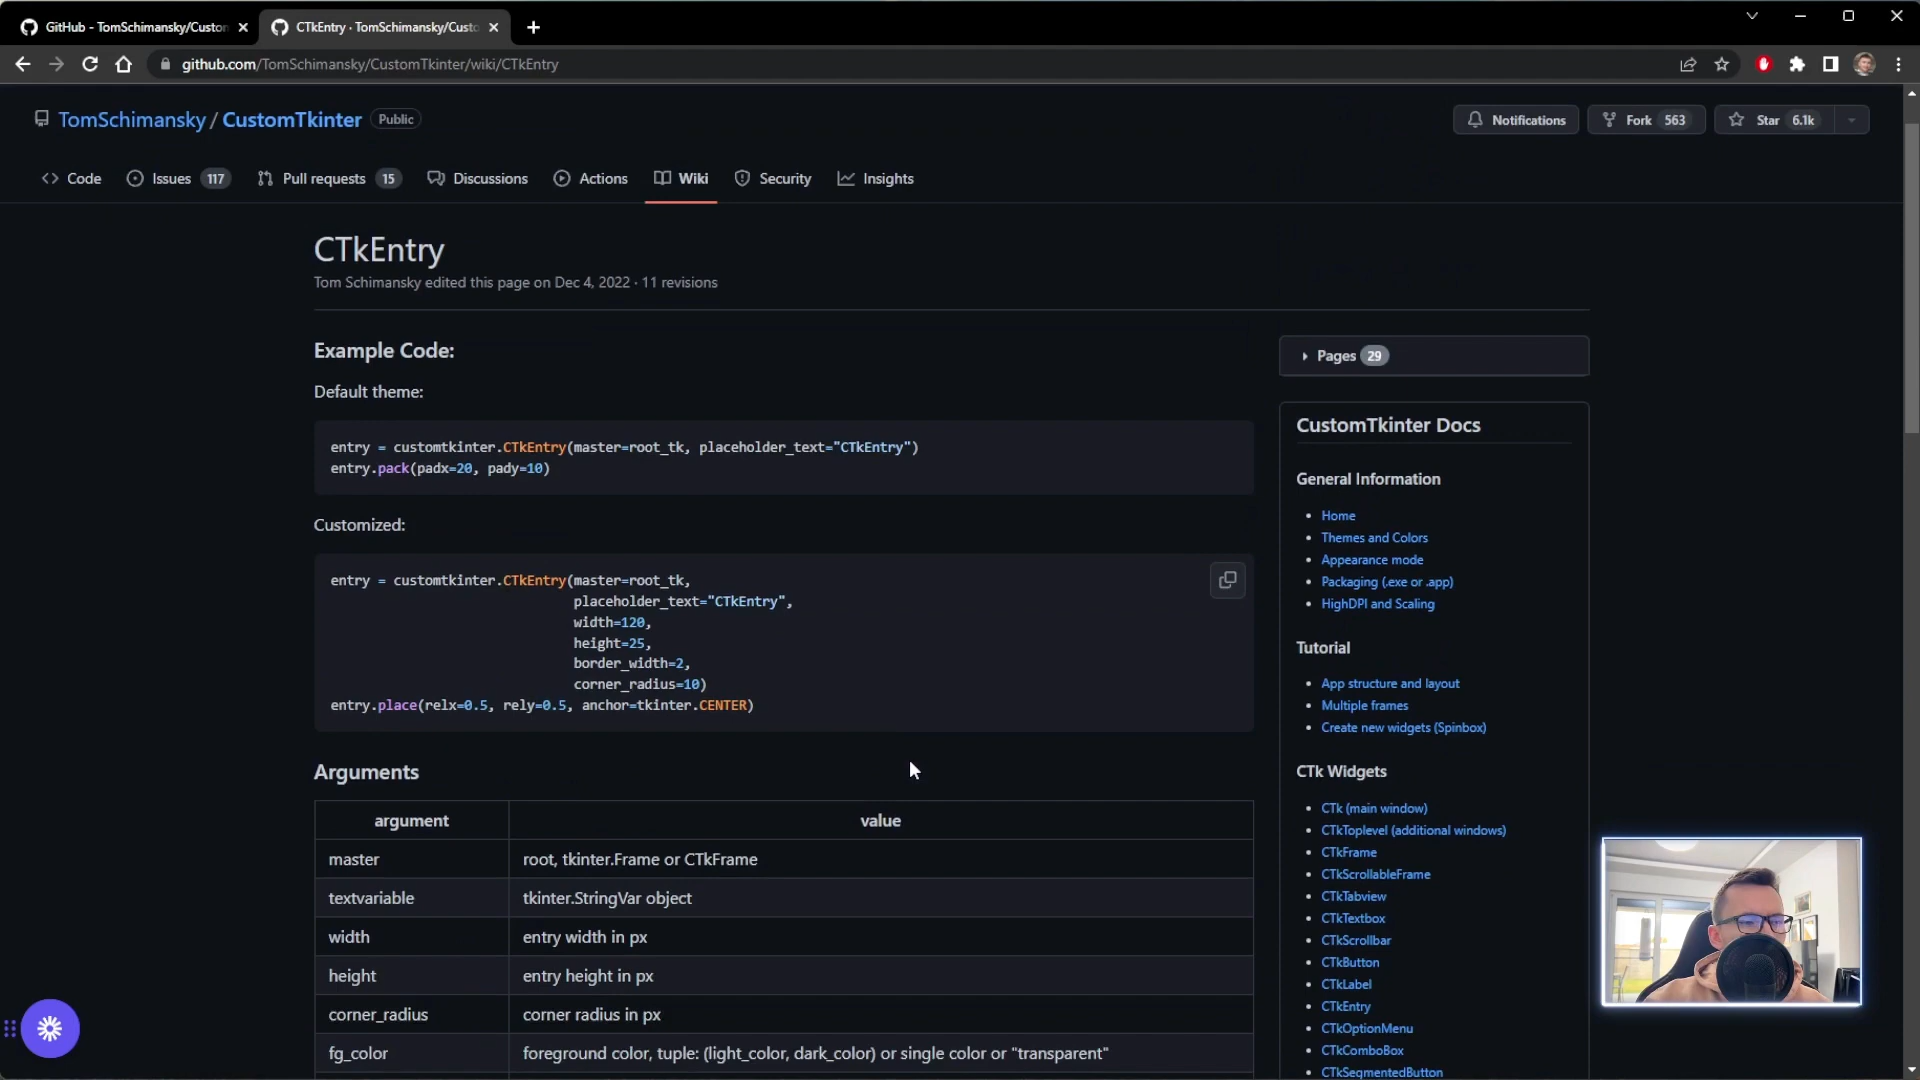 GitHub - TomSchimansky/Custon
CTkEntry · TomSchimansky/Custo
github.com/TomSchimansky/CustomTkinter/wiki/CTkEntry
TomSchimansky / CustomTkinter Public
Notifications
Fork 563
Star 6.1k
Code
Issues 117
Pull requests 15
Discussions
Actions
Wiki
Security
Insights
CTkEntry
Tom Schimansky edited this page on Dec 4, 2022 · 11 revisions
Example Code:
Default theme:
entry = customtkinter.CTkEntry(master=root_tk, placeholder_text="CTkEntry")
entry.pack(padx=20, pady=10)
Customized:
entry = customtkinter.CTkEntry(master=root_tk,
placeholder_text="CTkEntry",
width=120,
height=25,
border_width=2,
corner_radius=10)
entry.place(relx=0.5, rely=0.5, anchor=tkinter.CENTER)
Arguments
argument value
master root, tkinter.Frame or CTkFrame
textvariable tkinter.StringVar object
width entry width in px
height entry height in px
corner_radius corner radius in px
fg_color foreground color, tuple: (light_color, dark_color) or single color or "transparent"
Pages 29
CustomTkinter Docs
General Information
Home
Themes and Colors
Appearance mode
Packaging (.exe or .app)
HighDPI and Scaling
Tutorial
App structure and layout
Multiple frames
Create new widgets (Spinbox)
CTk Widgets
CTk (main window)
CTkToplevel (additional windows)
CTkFrame
CTkScrollableFrame
CTkTabview
CTkTextbox
CTkScrollbar
CTkButton
CTkLabel
CTkEntry
CTkOptionMenu
CTkComboBox
CTkSegmentedButton